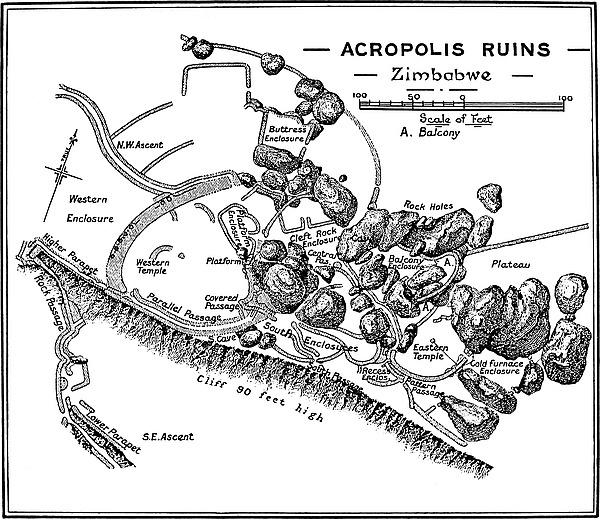 ACROPOLIS RUINS
Zimbabwe
100 50 0 100
Scale of Feet
A. Balcony
N.W. Ascent
TRUE
Buttress
Enclosure
Western
Enclosure
Platform
Enclosure
Cleft Rock
Enclosure
Rock Holes
Central
Pas.
Balcony
Enclosure
A.
A.
Plateau
Higher Parapet
Western
Temple
Platform
Rock Passage
Parallel Passage
Covered
Passage
S. Cave
South Enclosures
Eastern
Temple
Gold Furnace
Enclosure
South Passage
Recess
Enclos.
Pattern
Passage
Cliff 90 feet high
Lower Parapet
S.E. Ascent